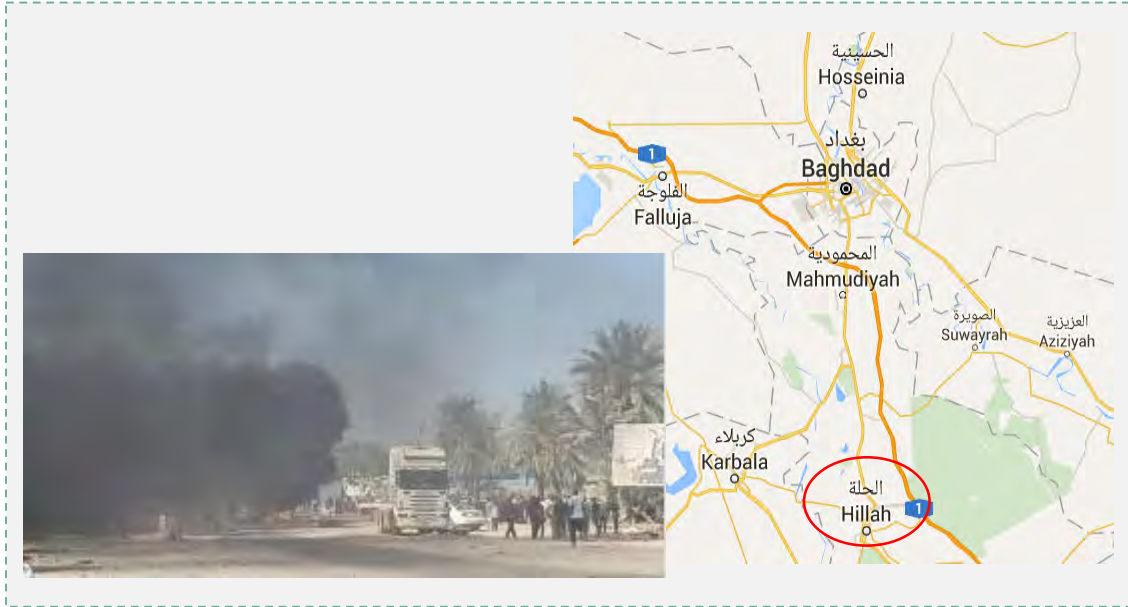 الحسينية
Hosseinia
بغداد
Baghdad
1
الفلوجة
Falluja
المحمودية
Mahmudiyah
الصويرة
Suwayrah
العزيزية
Aziziyah
كربلاء
Karbala
الحلة
Hillah
1